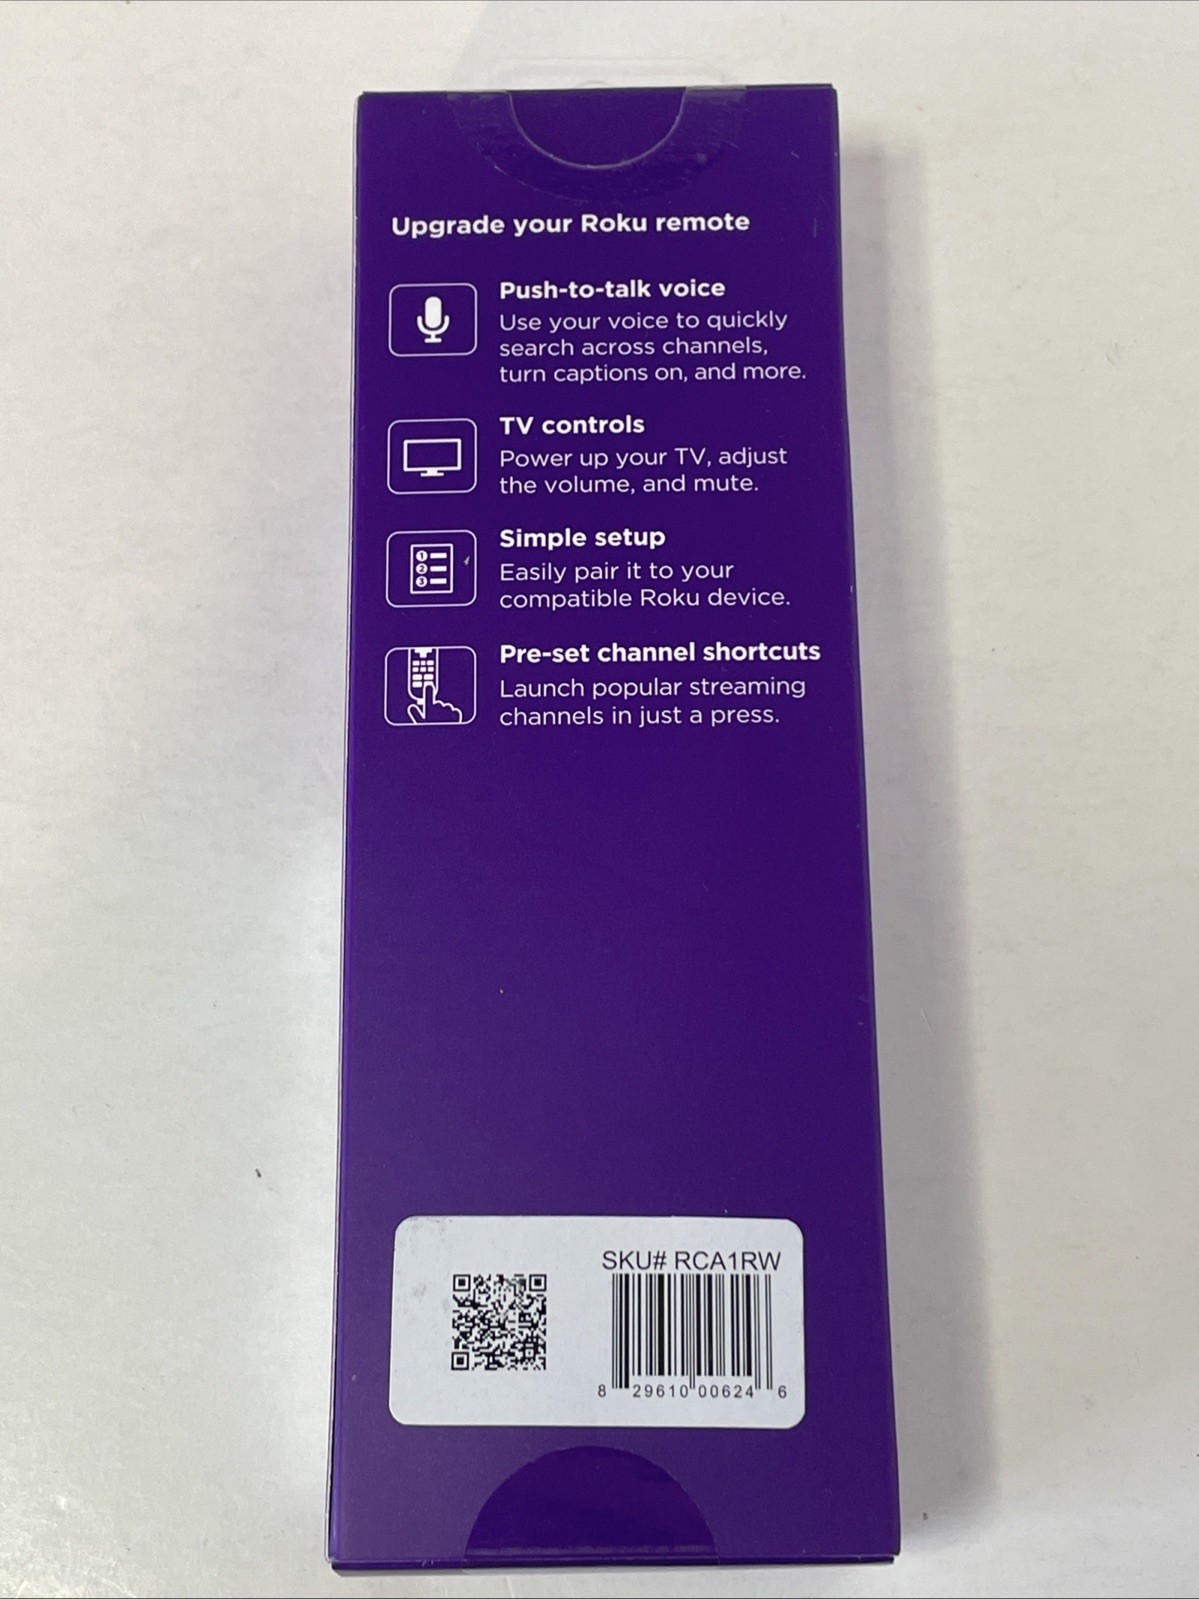 Upgrade your Roku remote
Push-to-talk voice
Use your voice to quickly
search across channels,
turn captions on, and more.
TV controls
Power up your TV, adjust
the volume, and mute.
1
2
3
Simple setup
Easily pair it to your
compatible Roku device.
Pre-set channel shortcuts
Launch popular streaming
channels in just a press.
SKU# RCA1RW
8 29610 00624 6